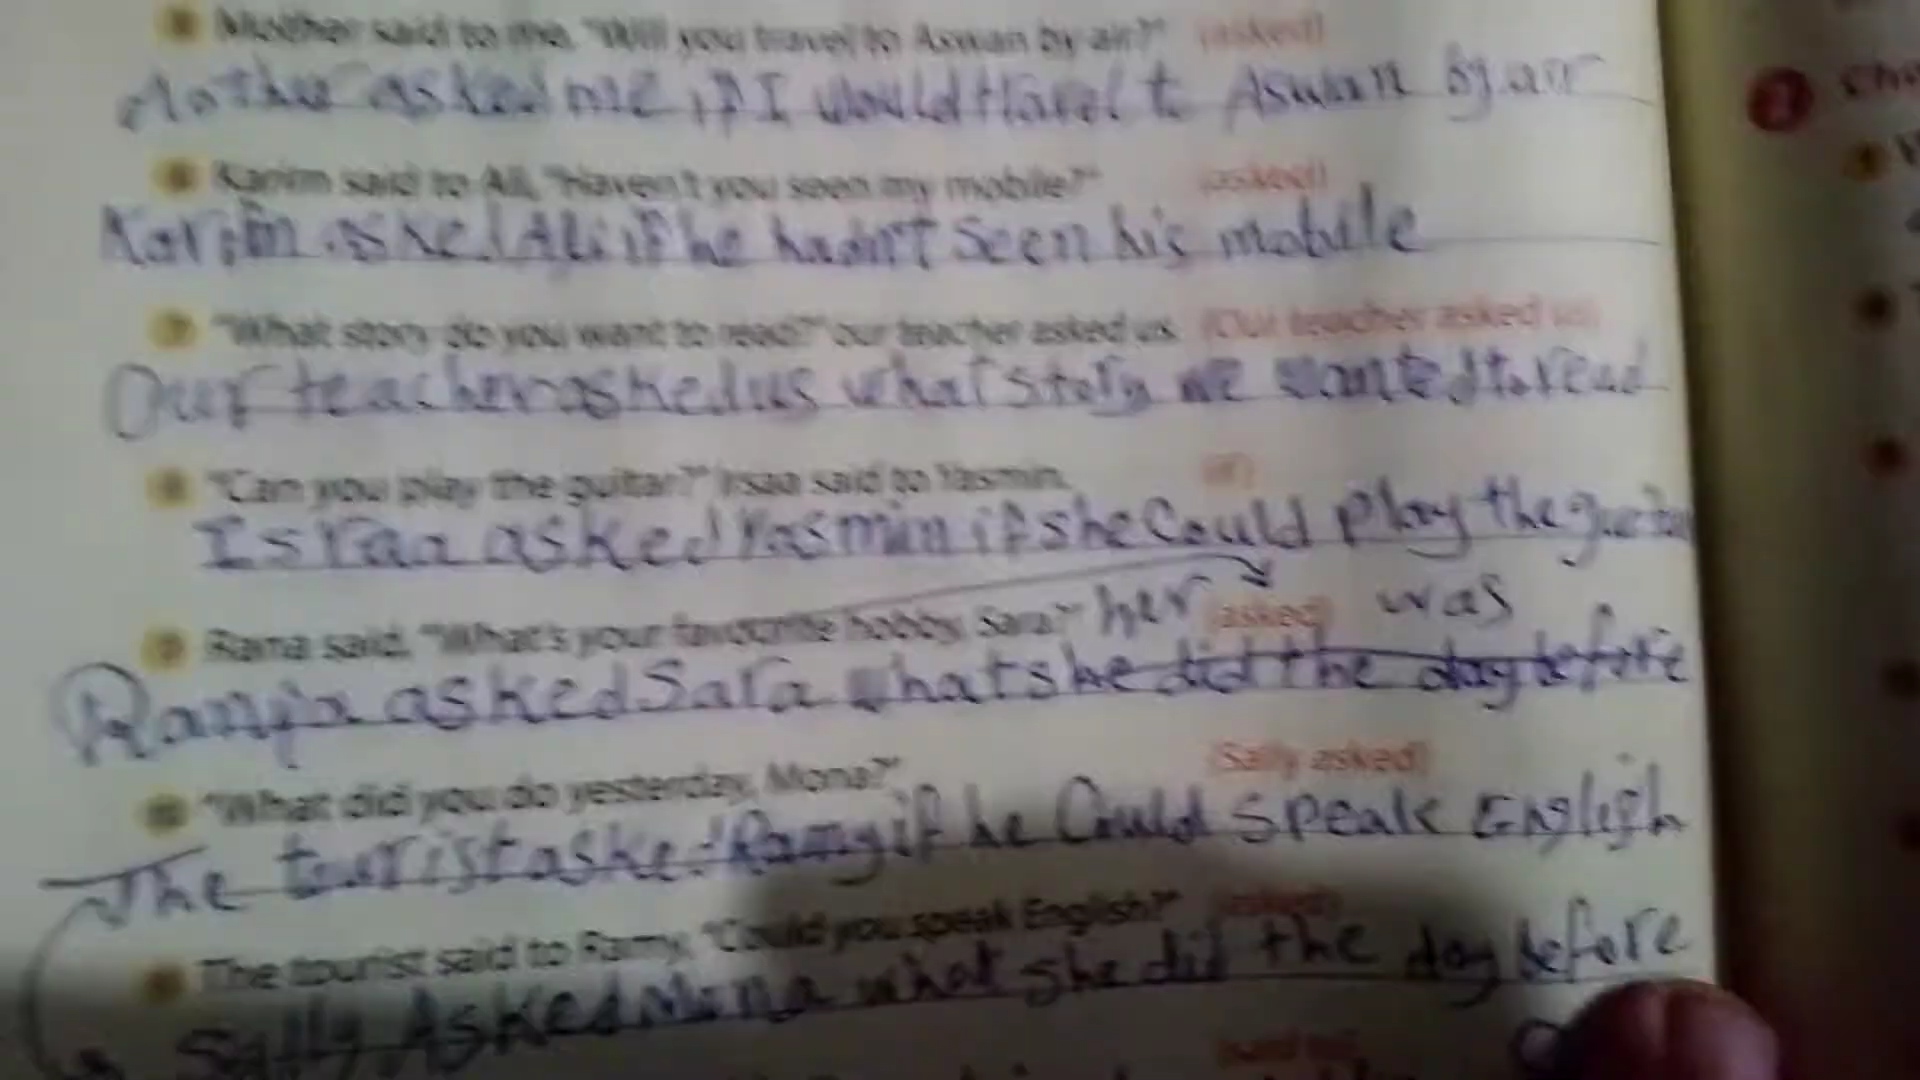 Mother said to me, "Will you travel to Aswan by air?" (asked)
Mother asked me if I would travel to Aswan by air
Karim said to Ali, "Haven't you seen my mobile?" (asked)
Karim asked Ali if he hadn't seen his mobile
7 "What story do you want to read?" our teacher asked us. (Our teacher asked us)
Our teacher asked us what story we wanted to read
8 "Can you play the guitar?" Israa said to Yasmin. (if)
Israa asked Yasmin if she could play the guitar
Rana said, "What's your favourite hobby, Sara?" her (asked) was
Rania asked Sara what she did the day before
10 "What did you do yesterday, Mona?" (Sally asked)
The tourist asked Ramy if he Could speak English
The tourist said to Ramy, "Could you speak English?" (asked)
Sally Asked Mona what she did the day before